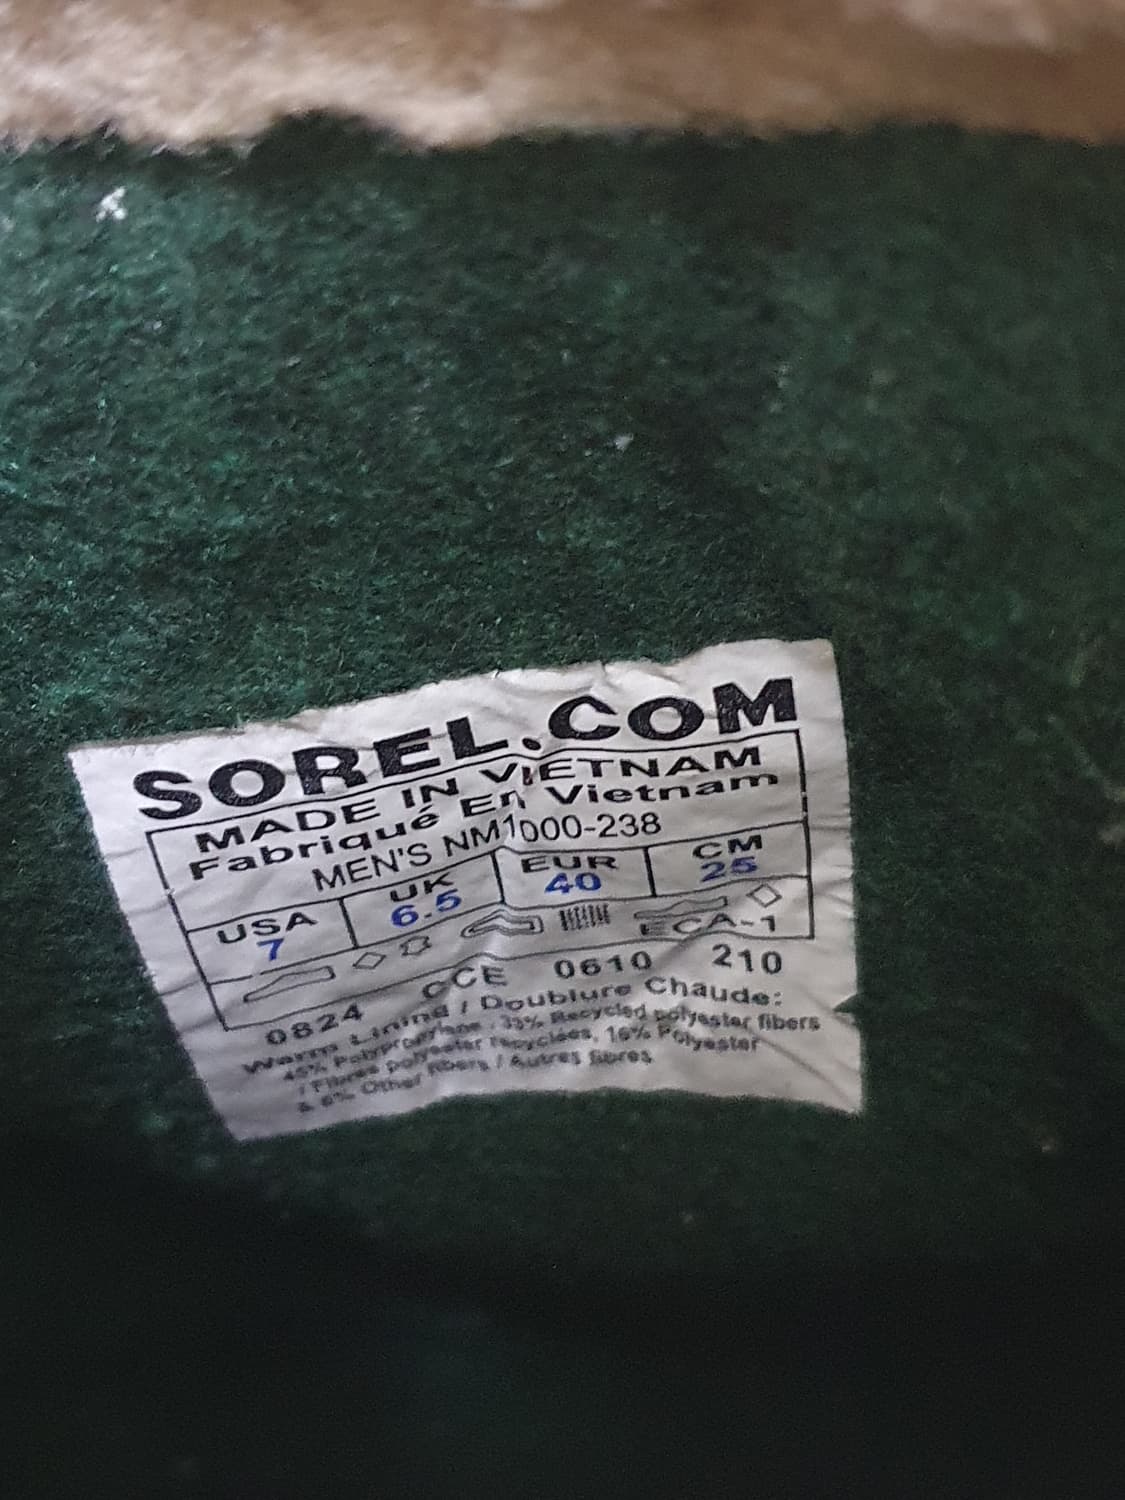 SOREL.COM
MADE IN VIETNAM
Fabriqué En Vietnam
MEN'S NM1000-238
USA UK EUR CM
7 6.5 40 25
ECA-1
0824 CCE 0610 210
Warm Lining / Doublure Chaude:
45% Polypropylene, 33% Recycled polyester fibers
/ Fibres polyester recyclées, 16% Polyester
& 6% Other fibers / Autres fibres